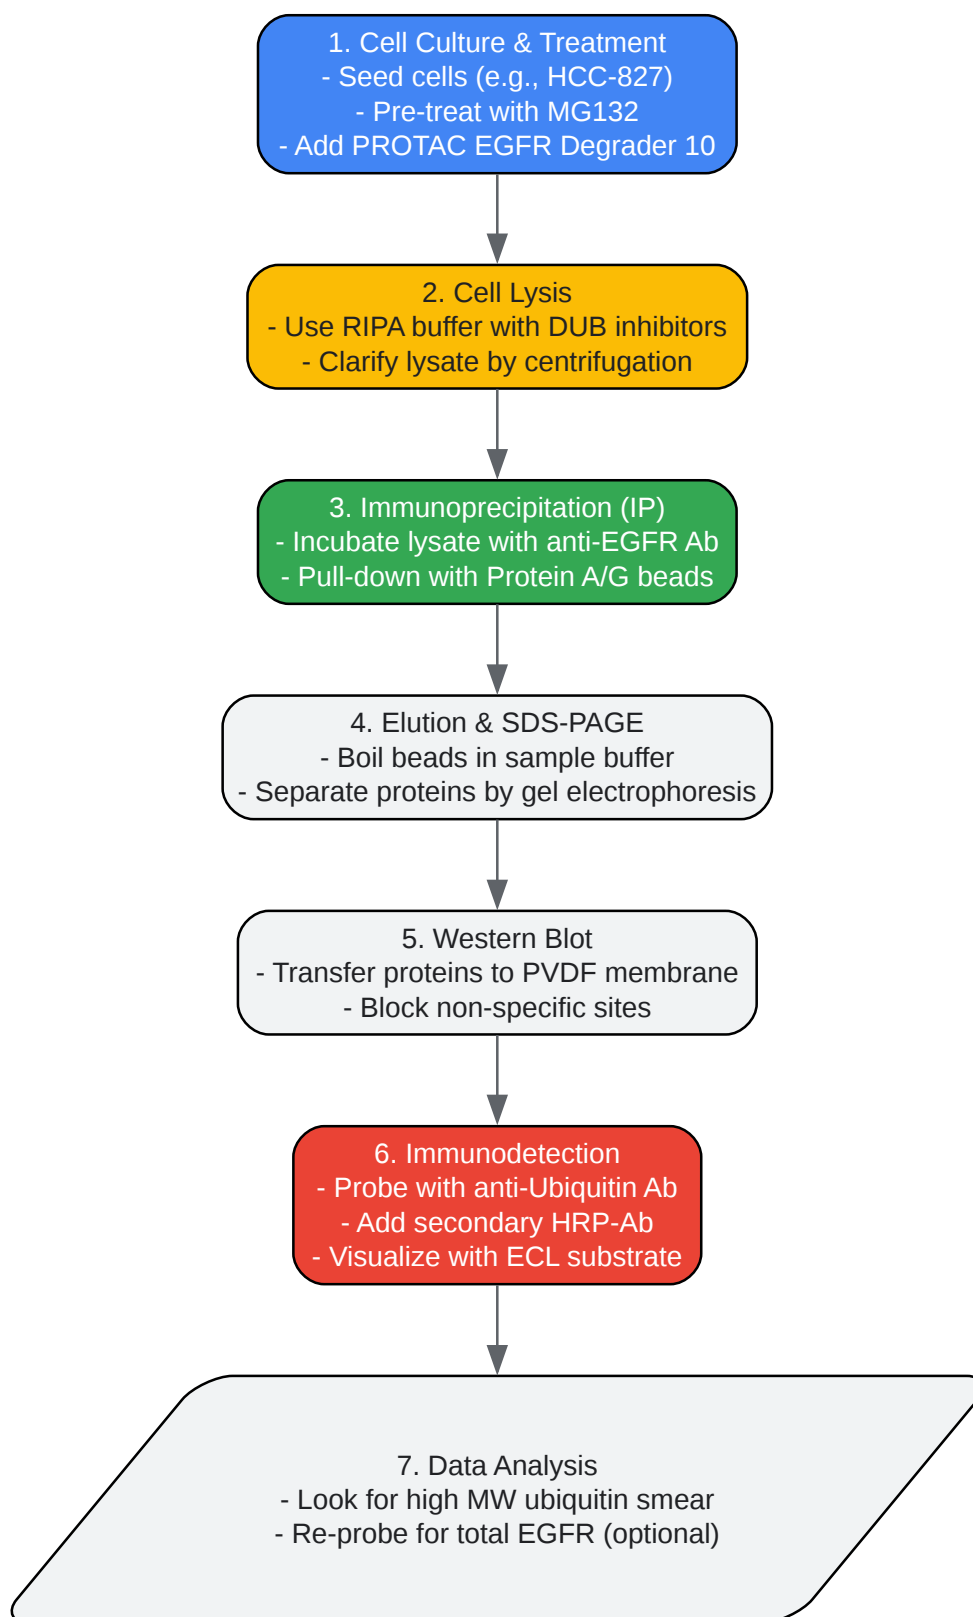 1. Cell Culture & Treatment
- Seed cells (e.g., HCC-827)
- Pre-treat with MG132
- Add PROTAC EGFR Degrader 10
2. Cell Lysis
- Use RIPA buffer with DUB inhibitors
- Clarify lysate by centrifugation
3. Immunoprecipitation (IP)
- Incubate lysate with anti-EGFR Ab
- Pull-down with Protein A/G beads
4. Elution & SDS-PAGE
- Boil beads in sample buffer
- Separate proteins by gel electrophoresis
5. Western Blot
- Transfer proteins to PVDF membrane
- Block non-specific sites
6. Immunodetection
- Probe with anti-Ubiquitin Ab
- Add secondary HRP-Ab
- Visualize with ECL substrate
7. Data Analysis
- Look for high MW ubiquitin smear
- Re-probe for total EGFR (optional)